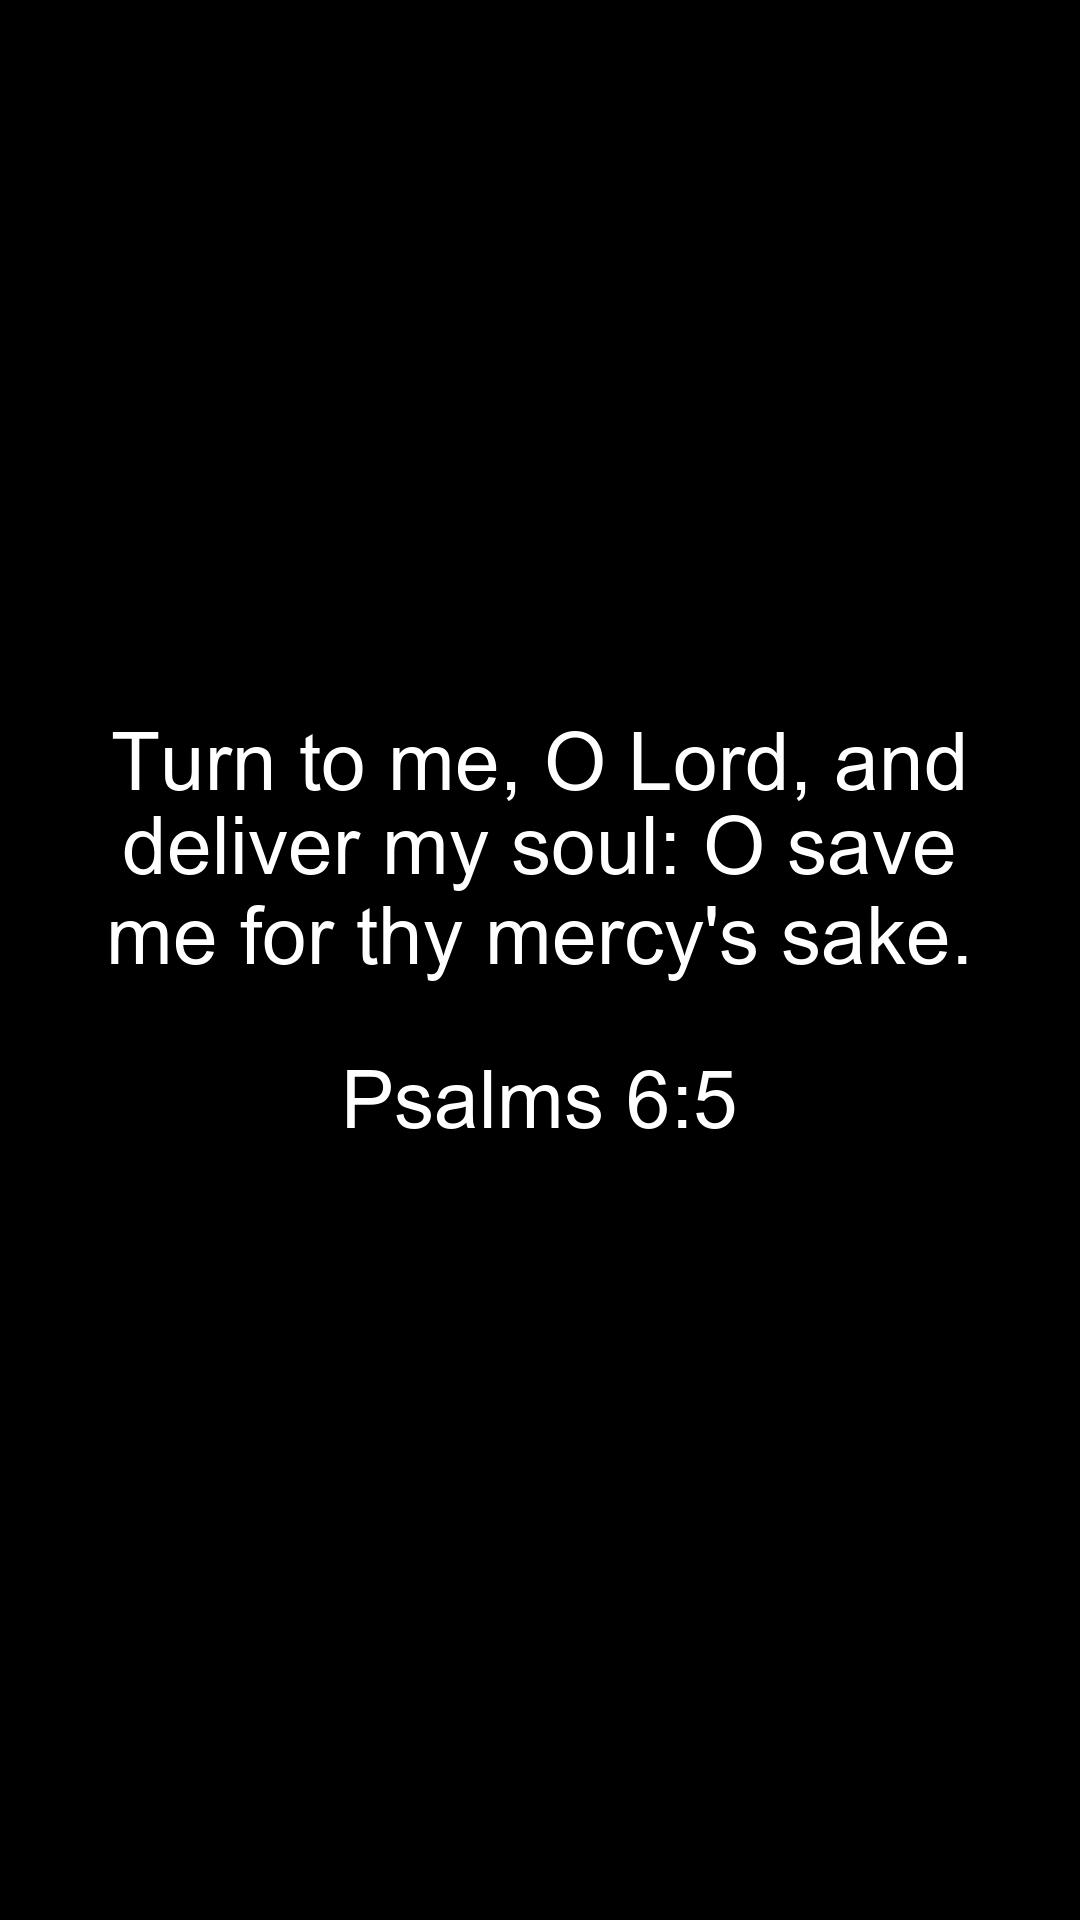 Turn to me, O Lord, and
deliver my soul: O save
me for thy mercy's sake.
Psalms 6:5